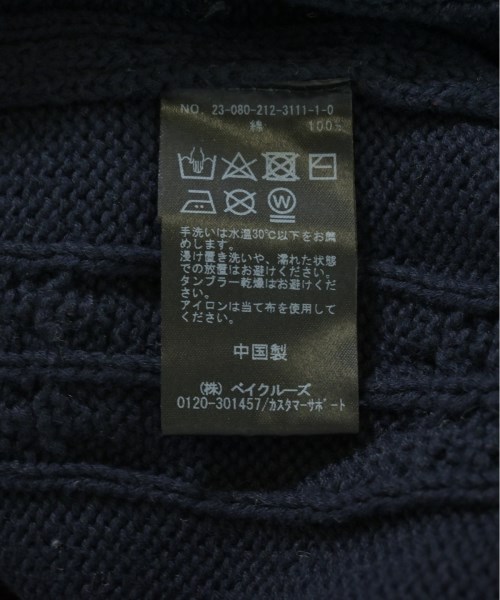 NO. 23-080-212-3111-1-0
綿 100%
W
手洗いは水温30℃以下をお薦
めします。
浸け置き洗いや、濡れた状態
での放置はお避けください。
タンブラー乾燥はお避けくださ
い。
アイロンは当て布を使用して
ください。
中国製
(株) ベイクルーズ
0120-301457/カスタマーサポート